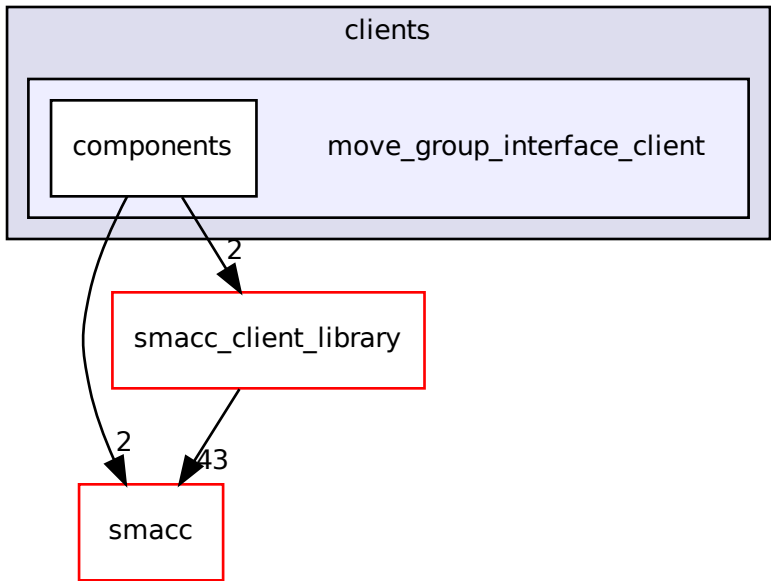 clients
components
move_group_interface_client
2
smacc_client_library
2
43
smacc